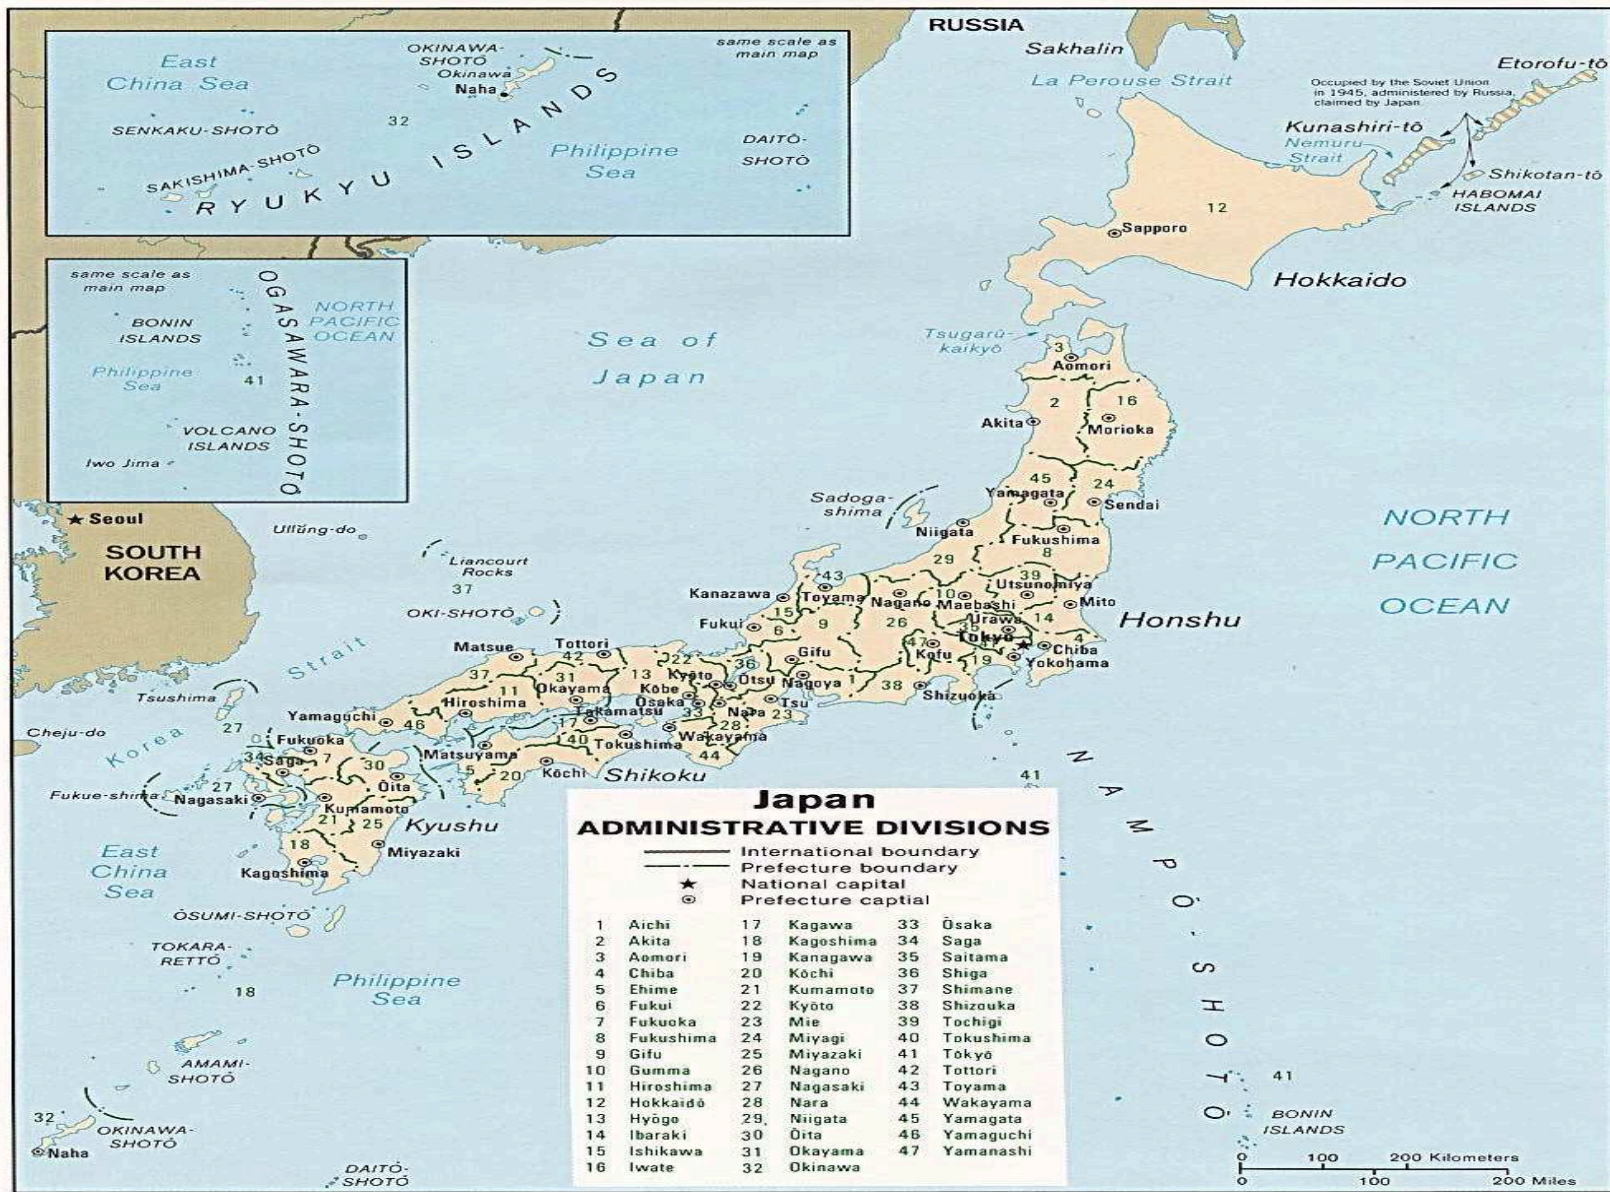 RUSSIA
Sakhalin
La Perouse Strait
Etorofu-tō
Occupied by the Soviet Union
in 1945, administered by Russia,
claimed by Japan.
Kunashiri-tō
Nemuru
Strait
Shikotan-tō
HABOMAI
ISLANDS
East
China Sea
OKINAWA-
SHOTŌ
Okinawa
Naha
same scale as
main map
SENKAKU-SHOTŌ
32
SAKISHIMA-SHOTŌ
RYUKYU ISLANDS
Philippine
Sea
DAITŌ-
SHOTŌ
12
Sapporo
Hokkaido
same scale as
main map
OGASAWARA-SHOTŌ
NORTH
PACIFIC
OCEAN
BONIN
ISLANDS
Philippine
Sea
41
VOLCANO
ISLANDS
Iwo Jima
Sea of
Japan
Tsugarū-
kaikyō
3
Aomori
2
16
Akita
Morioka
45
24
Yamagata
Sendai
Sadoga-
shima
Niigata
Fukushima
8
29
NORTH
PACIFIC
OCEAN
Seoul
SOUTH
KOREA
Ullŭng-do
Liancourt
Rocks
37
OKI-SHOTŌ
43
39
Utsunomiya
Kanazawa
Toyama
Nagano
10
Maebashi
Mito
15
Urawa
14
Honshu
Fukui
6
9
26
35
Tokyo
41
4
47
Kofu
Chiba
19
Yokohama
Matsue
Tottori
42
22
36
Gifu
37
31
13
Kyōto
Ōtsu
Nagoya
1
38
Shizuoka
11
Okayama
Kōbe
Hiroshima
Ōsaka
33
Nara
Tsu
23
Strait
Tsushima
Yamaguchi
46
Takamatsu
17
28
Wakayama
27
Korea
Cheju-do
Fukuoka
Matsuyama
40
Tokushima
44
34
Saga
7
30
5
20
Kōchi
Shikoku
27
Ōita
Fukue-shima
Nagasaki
Kumamoto
21
25
Kyushu
18
Miyazaki
Kagoshima
East
China
Sea
ŌSUMI-SHOTŌ
TOKARA-
RETTŌ
18
Philippine
Sea
AMAMI-
SHOTŌ
32
OKINAWA-
SHOTŌ
Naha
DAITŌ-
SHOTŌ
41
NAMPŌ-SHOTŌ
41
BONIN
ISLANDS
Japan
ADMINISTRATIVE DIVISIONS
International boundary
Prefecture boundary
National capital
Prefecture captial
1 Aichi 17 Kagawa 33 Ōsaka
2 Akita 18 Kagoshima 34 Saga
3 Aomori 19 Kanagawa 35 Saitama
4 Chiba 20 Kōchi 36 Shiga
5 Ehime 21 Kumamoto 37 Shimane
6 Fukui 22 Kyōto 38 Shizouka
7 Fukuoka 23 Mie 39 Tochigi
8 Fukushima 24 Miyagi 40 Tokushima
9 Gifu 25 Miyazaki 41 Tōkyō
10 Gumma 26 Nagano 42 Tottori
11 Hiroshima 27 Nagasaki 43 Toyama
12 Hokkaidō 28 Nara 44 Wakayama
13 Hyōgo 29. Niigata 45 Yamagata
14 Ibaraki 30 Ōita 46 Yamaguchi
15 Ishikawa 31 Okayama 47 Yamanashi
16 Iwate 32 Okinawa
0 100 200 Kilometers
0 100 200 Miles